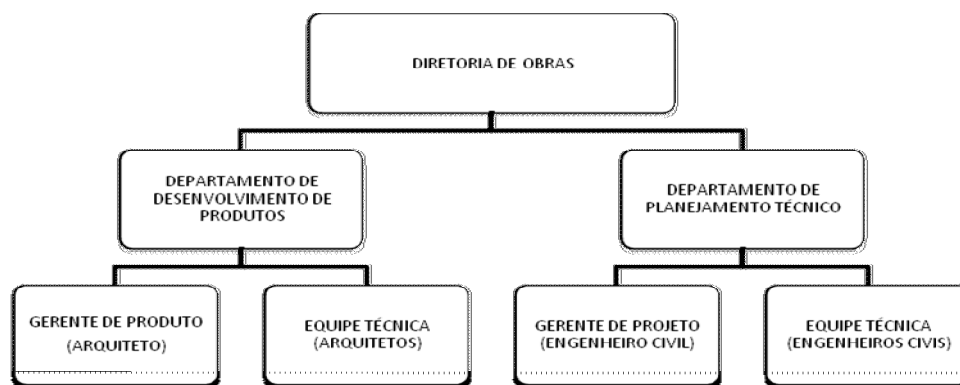 DIRETORIA DE OBRAS
DEPARTAMENTO DE
DESENVOLVIMENTO DE
PRODUTOS
DEPARTAMENTO DE
PLANEJAMENTO TÉCNICO
GERENTE DE PRODUTO
(ARQUITETO)
EQUIPE TÉCNICA
(ARQUITETOS)
GERENTE DE PROJETO
(ENGENHEIRO CIVIL)
EQUIPE TÉCNICA
(ENGENHEIROS CIVIS)